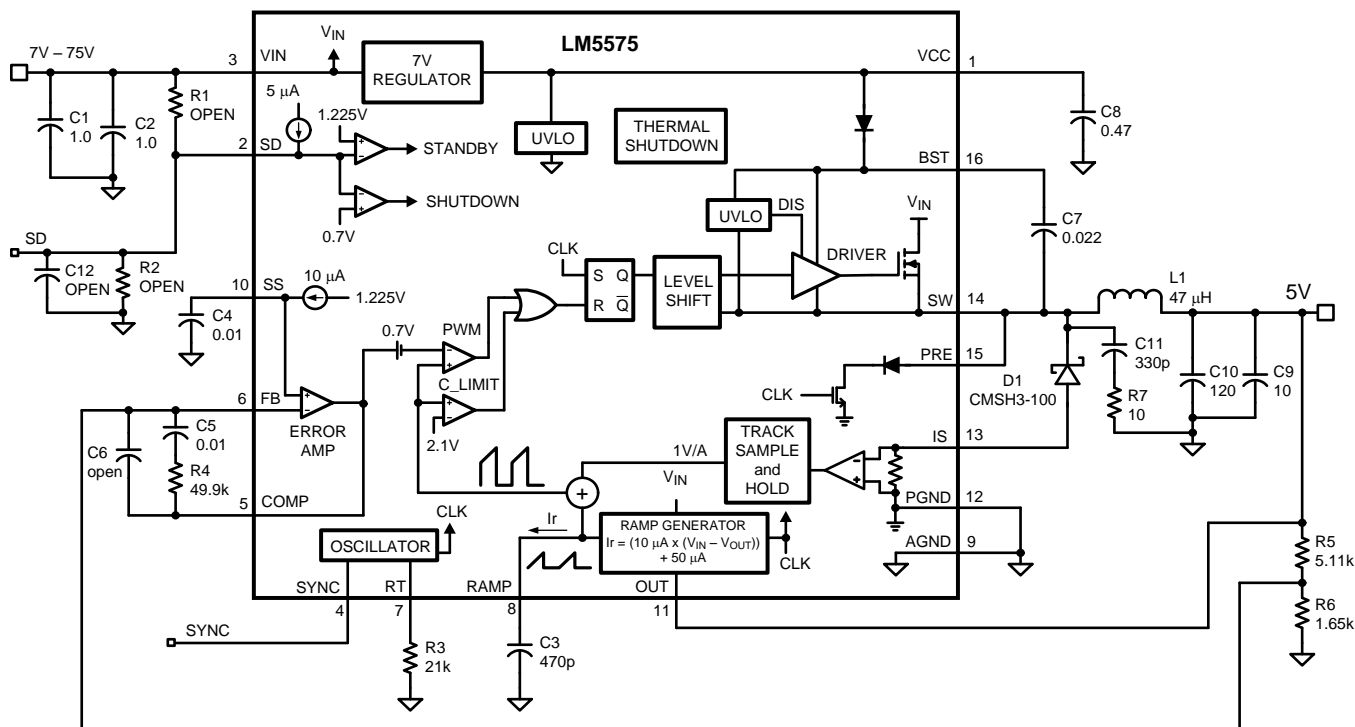 LM5575
7V – 75V
3
VIN
VIN
7V
REGULATOR
VCC
1
R1
OPEN
C1
1.0
C2
1.0
5 µA
1.225V
2
SD
STANDBY
SHUTDOWN
0.7V
UVLO
THERMAL
SHUTDOWN
C8
0.47
BST
16
UVLO
DIS
VIN
C7
0.022
SD
C12
OPEN
R2
OPEN
10
SS
10 µA
1.225V
C4
0.01
CLK
S Q
R Q
LEVEL
SHIFT
DRIVER
SW
14
L1
47 µH
5V
0.7V
PWM
C_LIMIT
2.1V
PRE
15
CLK
C11
330p
R7
10
D1
CMSH3-100
C10
120
C9
10
6
FB
ERROR
AMP
C5
0.01
C6
open
R4
49.9k
5
COMP
IS
13
TRACK
SAMPLE
and
HOLD
1V/A
VIN
PGND
12
AGND
9
CLK
OSCILLATOR
Ir
RAMP GENERATOR
Ir = (10 µA x (VIN – VOUT))
+ 50 µA
CLK
R5
5.11k
R6
1.65k
SYNC
RT
RAMP
OUT
4
7
8
11
SYNC
R3
21k
C3
470p